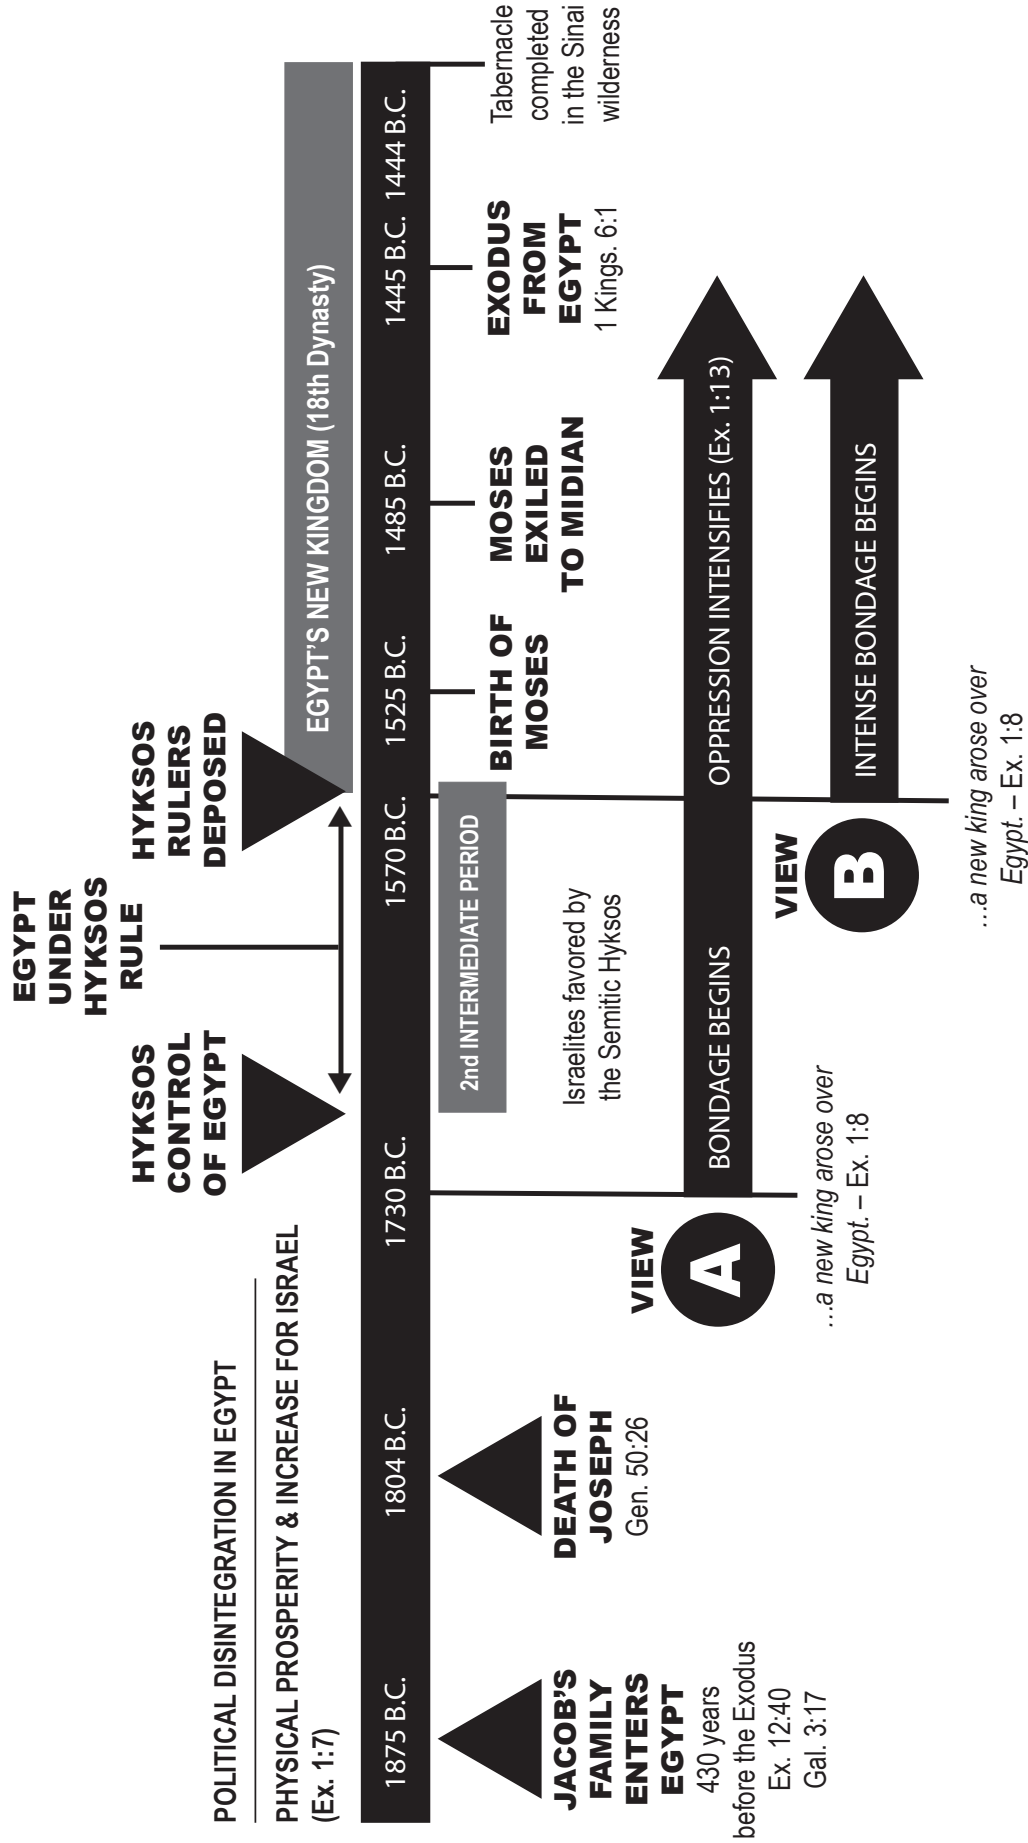 EGYPT
UNDER
HYKSOS
RULE
HYKSOS
CONTROL
OF EGYPT
HYKSOS
RULERS
DEPOSED
POLITICAL DISINTEGRATION IN EGYPT
PHYSICAL PROSPERITY & INCREASE FOR ISRAEL
(Ex. 1:7)
EGYPT'S NEW KINGDOM (18th Dynasty)
1875 B.C.
1804 B.C.
1730 B.C.
1570 B.C.
1525 B.C.
1485 B.C.
1445 B.C.
1444 B.C.
JACOB'S
FAMILY
ENTERS
EGYPT
430 years
before the Exodus
Ex. 12:40
Gal. 3:17
DEATH OF
JOSEPH
Gen. 50:26
2nd INTERMEDIATE PERIOD
Israelites favored by
the Semitic Hyksos
BIRTH OF
MOSES
MOSES
EXILED
TO MIDIAN
EXODUS
FROM
EGYPT
1 Kings. 6:1
Tabernacle
completed
in the Sinai
wilderness
VIEW
A
BONDAGE BEGINS
OPPRESSION INTENSIFIES (Ex. 1:13)
...a new king arose over
Egypt. – Ex. 1:8
VIEW
B
INTENSE BONDAGE BEGINS
...a new king arose over
Egypt. – Ex. 1:8